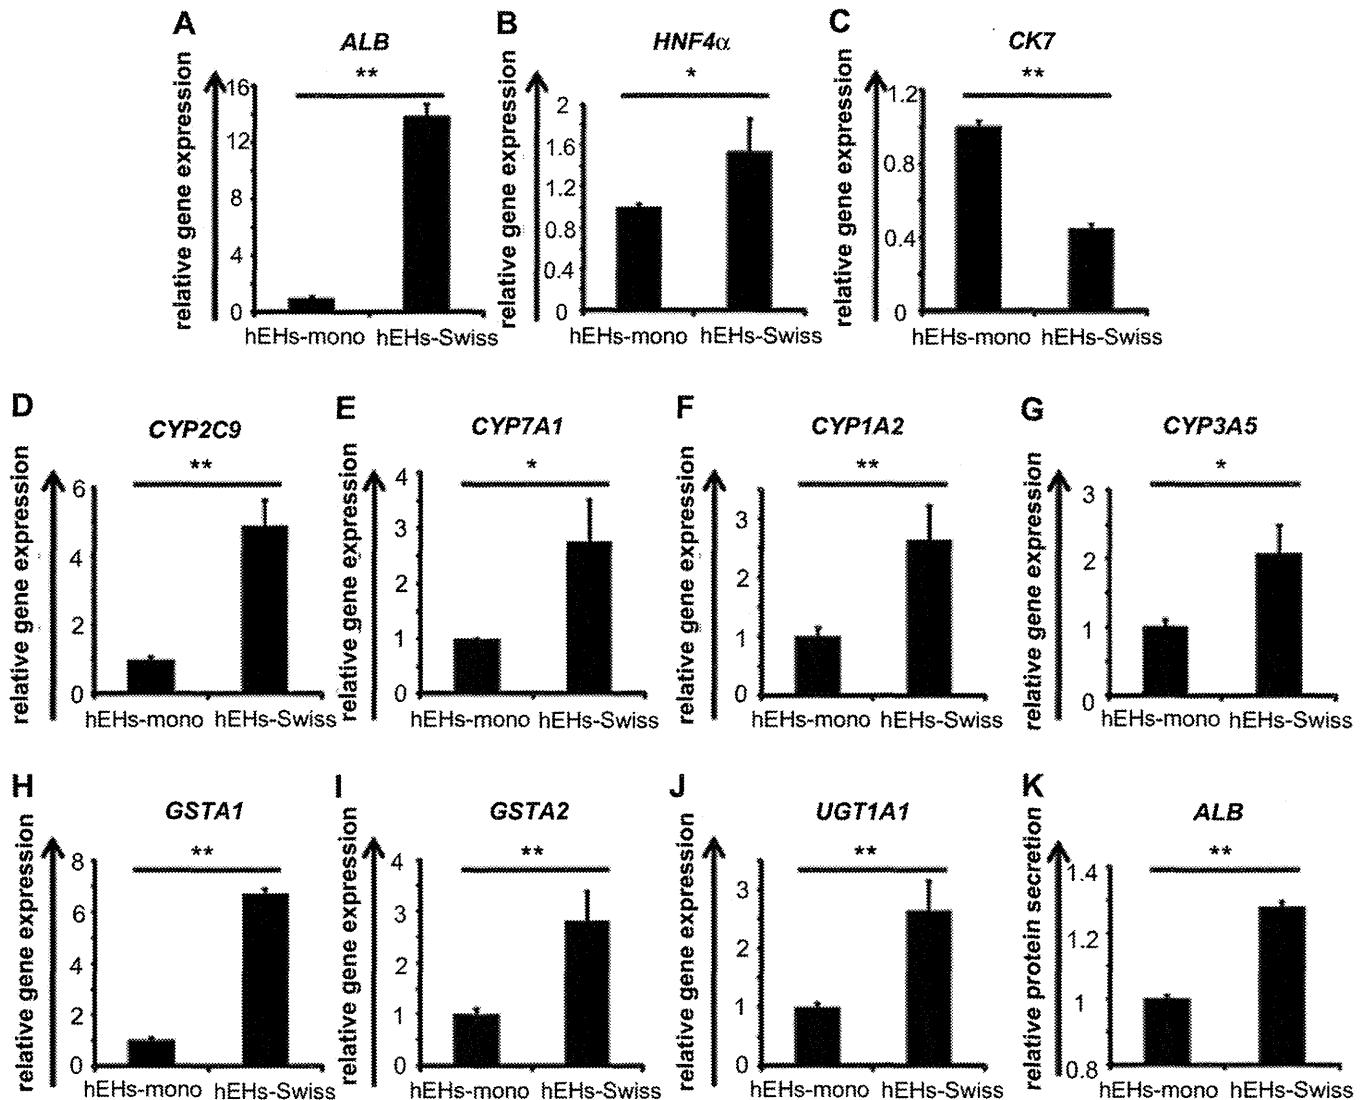 A
ALB
**
relative gene expression
16
12
8
4
0
hEHs-mono hEHs-Swiss
B
HNF4α
*
relative gene expression
2
1.6
1.2
0.8
0.4
0
hEHs-mono hEHs-Swiss
C
CK7
**
relative gene expression
1.2
0.8
0.4
0
hEHs-mono hEHs-Swiss
D
CYP2C9
**
relative gene expression
6
4
2
0
hEHs-mono hEHs-Swiss
E
CYP7A1
*
relative gene expression
4
3
2
1
0
hEHs-mono hEHs-Swiss
F
CYP1A2
**
relative gene expression
3
2
1
0
hEHs-mono hEHs-Swiss
G
CYP3A5
*
relative gene expression
3
2
1
0
hEHs-mono hEHs-Swiss
H
GSTA1
**
relative gene expression
8
6
4
2
0
hEHs-mono hEHs-Swiss
I
GSTA2
**
relative gene expression
4
3
2
1
0
hEHs-mono hEHs-Swiss
J
UGT1A1
**
relative gene expression
3
2
1
0
hEHs-mono hEHs-Swiss
K
ALB
**
relative protein secretion
1.4
1.2
1
0.8
hEHs-mono hEHs-Swiss